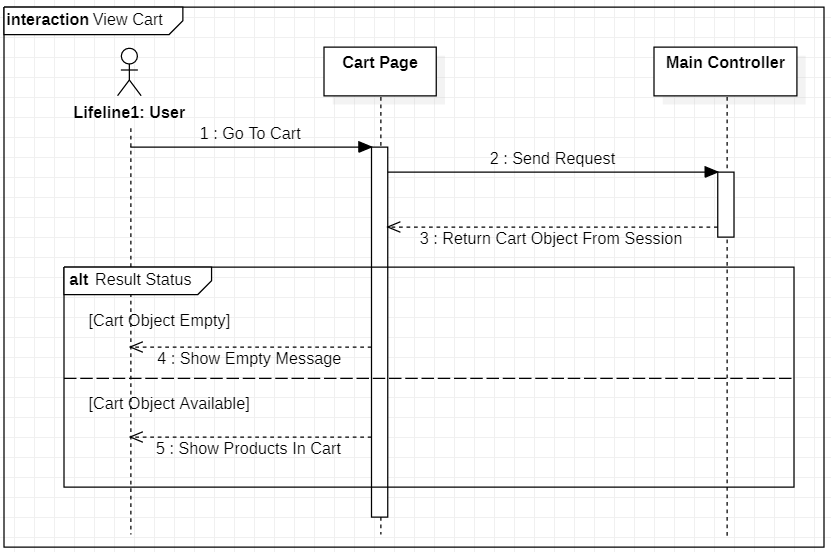 interaction View Cart
Cart Page
Main Controller
Lifeline1: User
1 : Go To Cart
2 : Send Request
3 : Return Cart Object From Session
alt Result Status
[Cart Object Empty]
4 : Show Empty Message
[Cart Object Available]
5 : Show Products In Cart